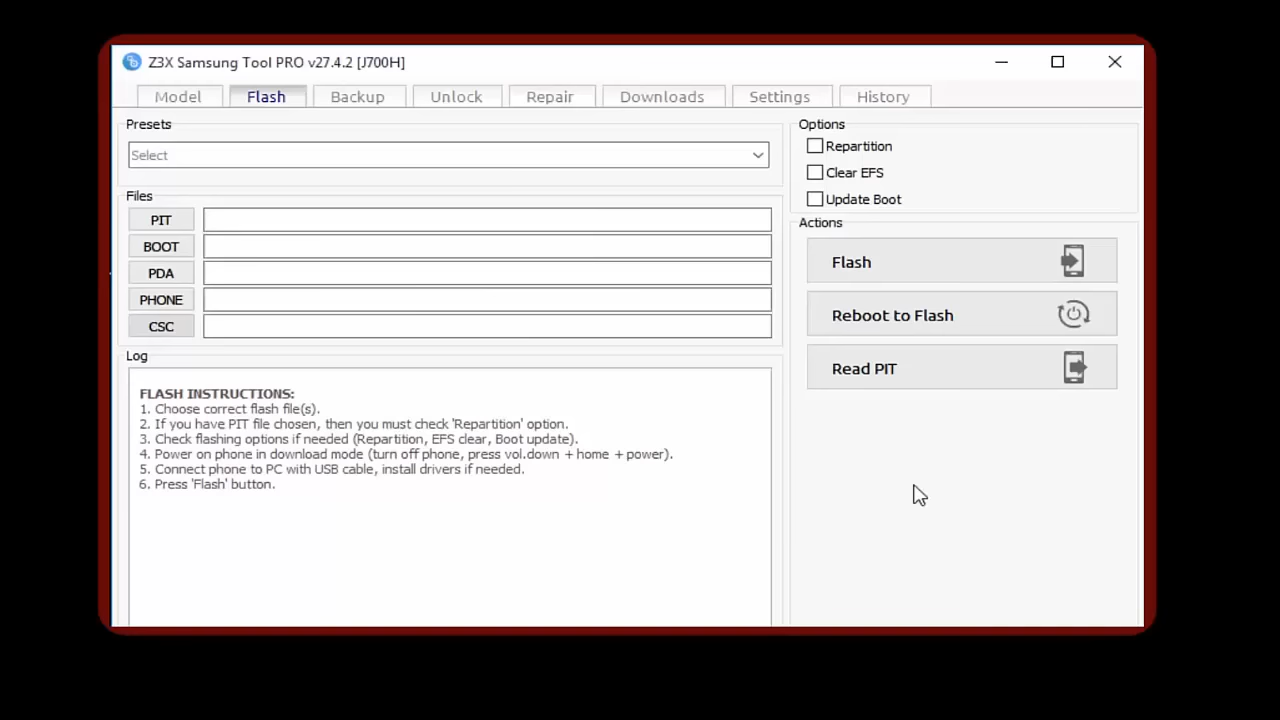 Z3X Samsung Tool PRO v27.4.2 [J700H]
Model Flash Backup Unlock Repair Downloads Settings History
Presets
Select
Files
PIT
BOOT
PDA
PHONE
CSC
Log
FLASH INSTRUCTIONS:
1. Choose correct flash file(s).
2. If you have PIT file chosen, then you must check 'Repartition' option.
3. Check flashing options if needed (Repartition, EFS clear, Boot update).
4. Power on phone in download mode (turn off phone, press vol.down + home + power).
5. Connect phone to PC with USB cable, install drivers if needed.
6. Press 'Flash' button.
Options
Repartition
Clear EFS
Update Boot
Actions
Flash
Reboot to Flash
Read PIT